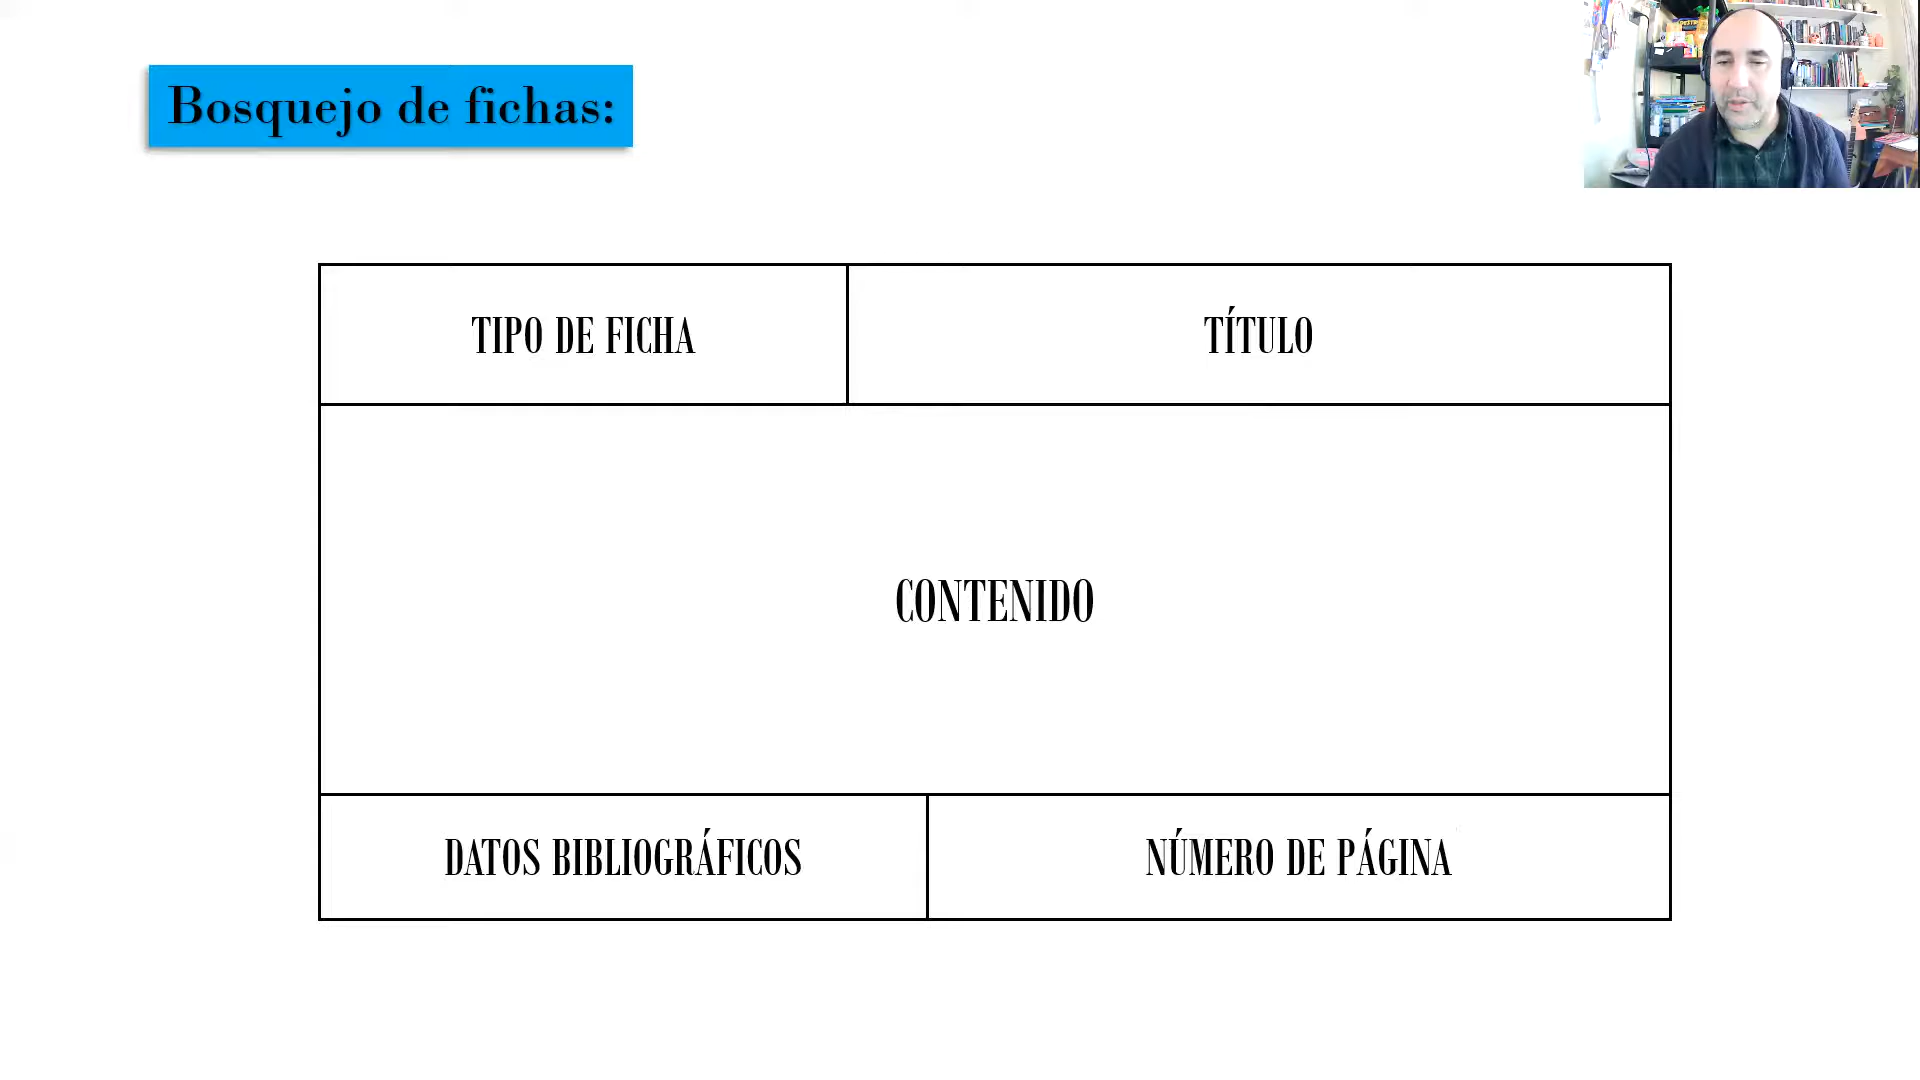 Bosquejo de fichas:
TIPO DE FICHA
TÍTULO
CONTENIDO
DATOS BIBLIOGRÁFICOS
NÚMERO DE PÁGINA